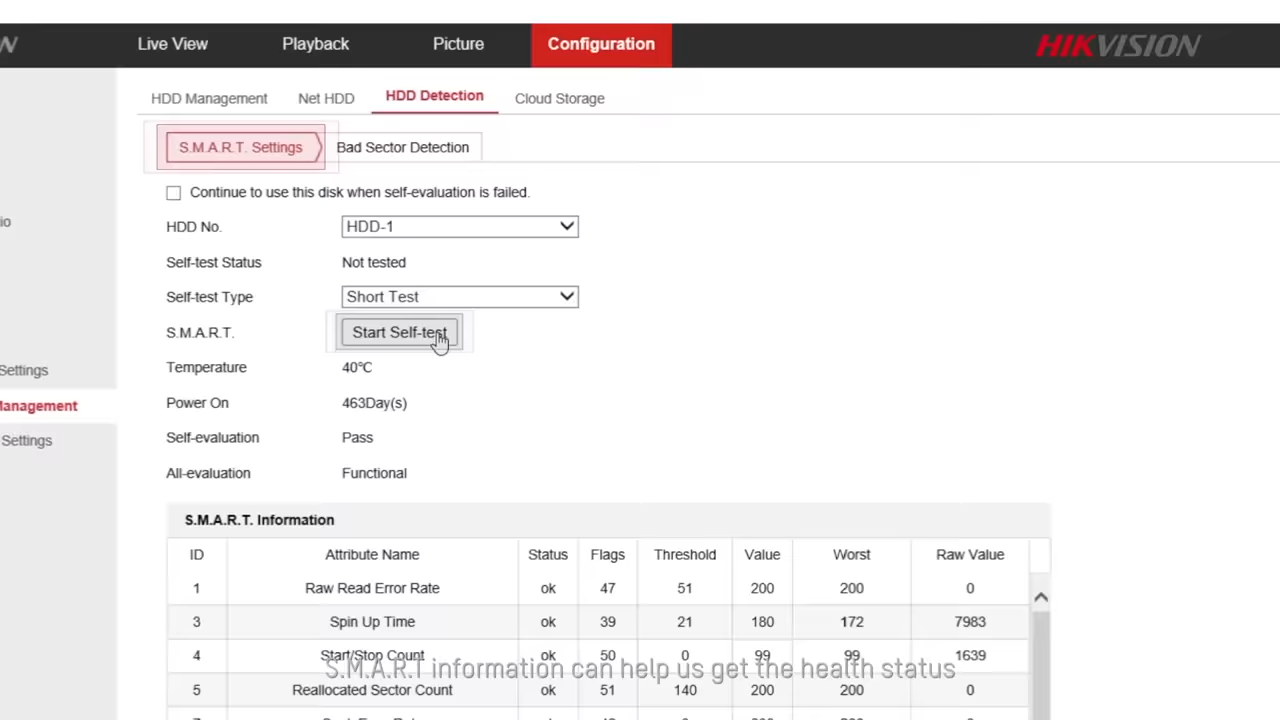 Live View Playback Picture Configuration HIKVISION
HDD Management Net HDD HDD Detection Cloud Storage
S.M.A.R.T. Settings Bad Sector Detection
Continue to use this disk when self-evaluation is failed.
HDD No. HDD-1
Self-test Status Not tested
Self-test Type Short Test
S.M.A.R.T. Start Self-test
Temperature 40℃
Power On 463Day(s)
Self-evaluation Pass
All-evaluation Functional
io
Settings
Management
Settings
S.M.A.R.T. Information
ID Attribute Name Status Flags Threshold Value Worst Raw Value
1 Raw Read Error Rate ok 47 51 200 200 0
3 Spin Up Time ok 39 21 180 172 7983
4 Start/Stop Count ok 50 0 99 99 1639
S.M.A.R.T information can help us get the health status
5 Reallocated Sector Count ok 51 140 200 200 0